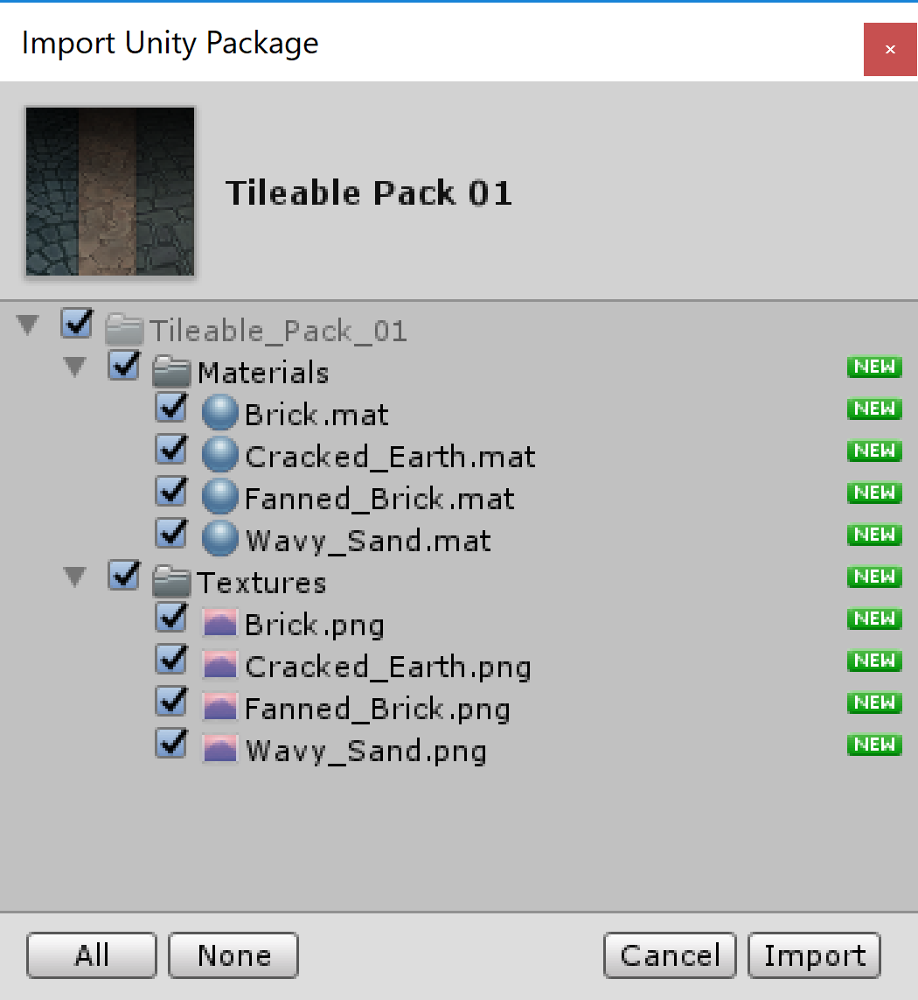 Import Unity Package
x
Tileable Pack 01
Tileable_Pack_01
Materials NEW
Brick.mat NEW
Cracked_Earth.mat NEW
Fanned_Brick.mat NEW
Wavy_Sand.mat NEW
Textures NEW
Brick.png NEW
Cracked_Earth.png NEW
Fanned_Brick.png NEW
Wavy_Sand.png NEW
All None Cancel Import